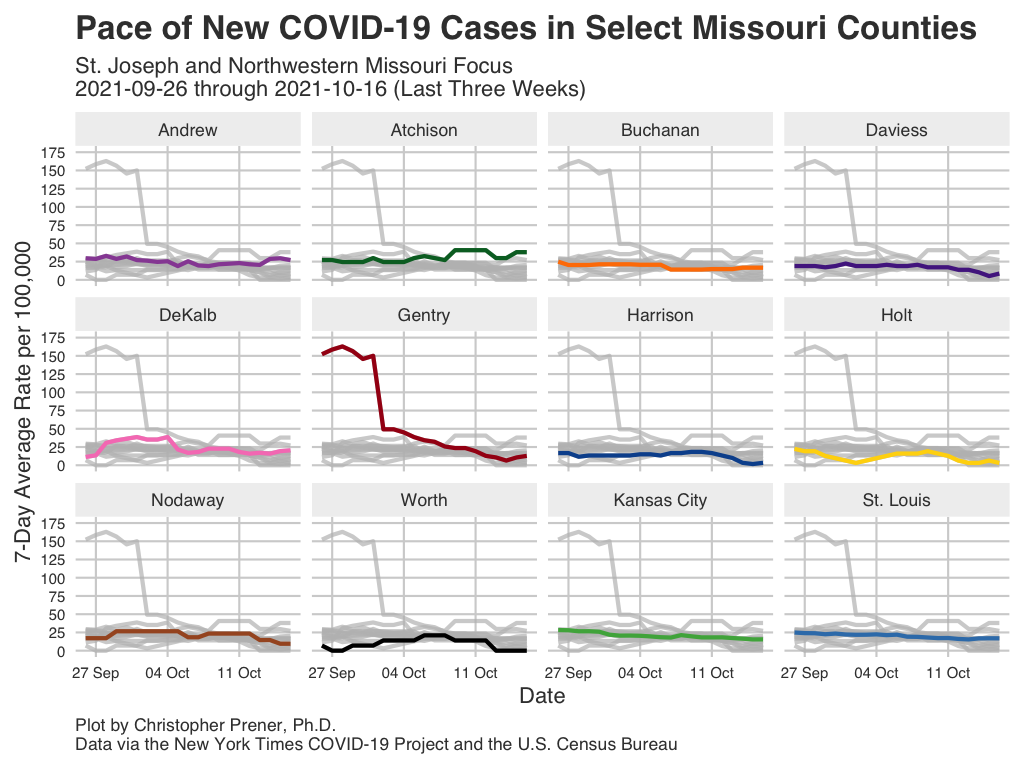 Pace of New COVID-19 Cases in Select Missouri Counties
St. Joseph and Northwestern Missouri Focus
2021-09-26 through 2021-10-16 (Last Three Weeks)
Andrew Atchison Buchanan Daviess
175
150
125
100
75
50
25
0
DeKalb Gentry Harrison Holt
175
150
125
100
75
50
25
0
Nodaway Worth Kansas City St. Louis
175
150
125
100
75
50
25
0
7-Day Average Rate per 100,000
27 Sep 04 Oct 11 Oct 27 Sep 04 Oct 11 Oct 27 Sep 04 Oct 11 Oct 27 Sep 04 Oct 11 Oct
Date
Plot by Christopher Prener, Ph.D.
Data via the New York Times COVID-19 Project and the U.S. Census Bureau